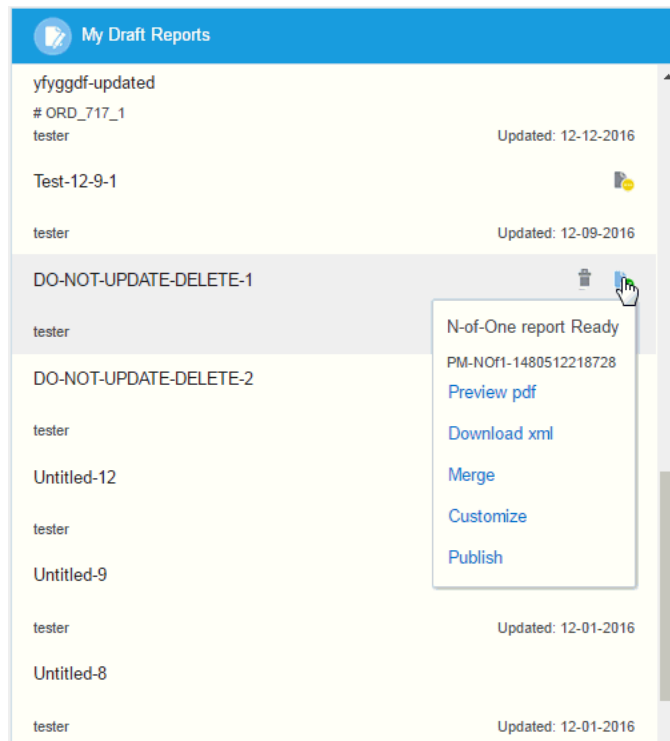 My Draft Reports
yfyggdf-updated
# ORD_717_1
tester Updated: 12-12-2016
Test-12-9-1
tester Updated: 12-09-2016
DO-NOT-UPDATE-DELETE-1
tester
N-of-One report Ready
PM-NOf1-1480512218728
Preview pdf
Download xml
Merge
Customize
Publish
DO-NOT-UPDATE-DELETE-2
tester
Untitled-12
tester
Untitled-9
tester Updated: 12-01-2016
Untitled-8
tester Updated: 12-01-2016